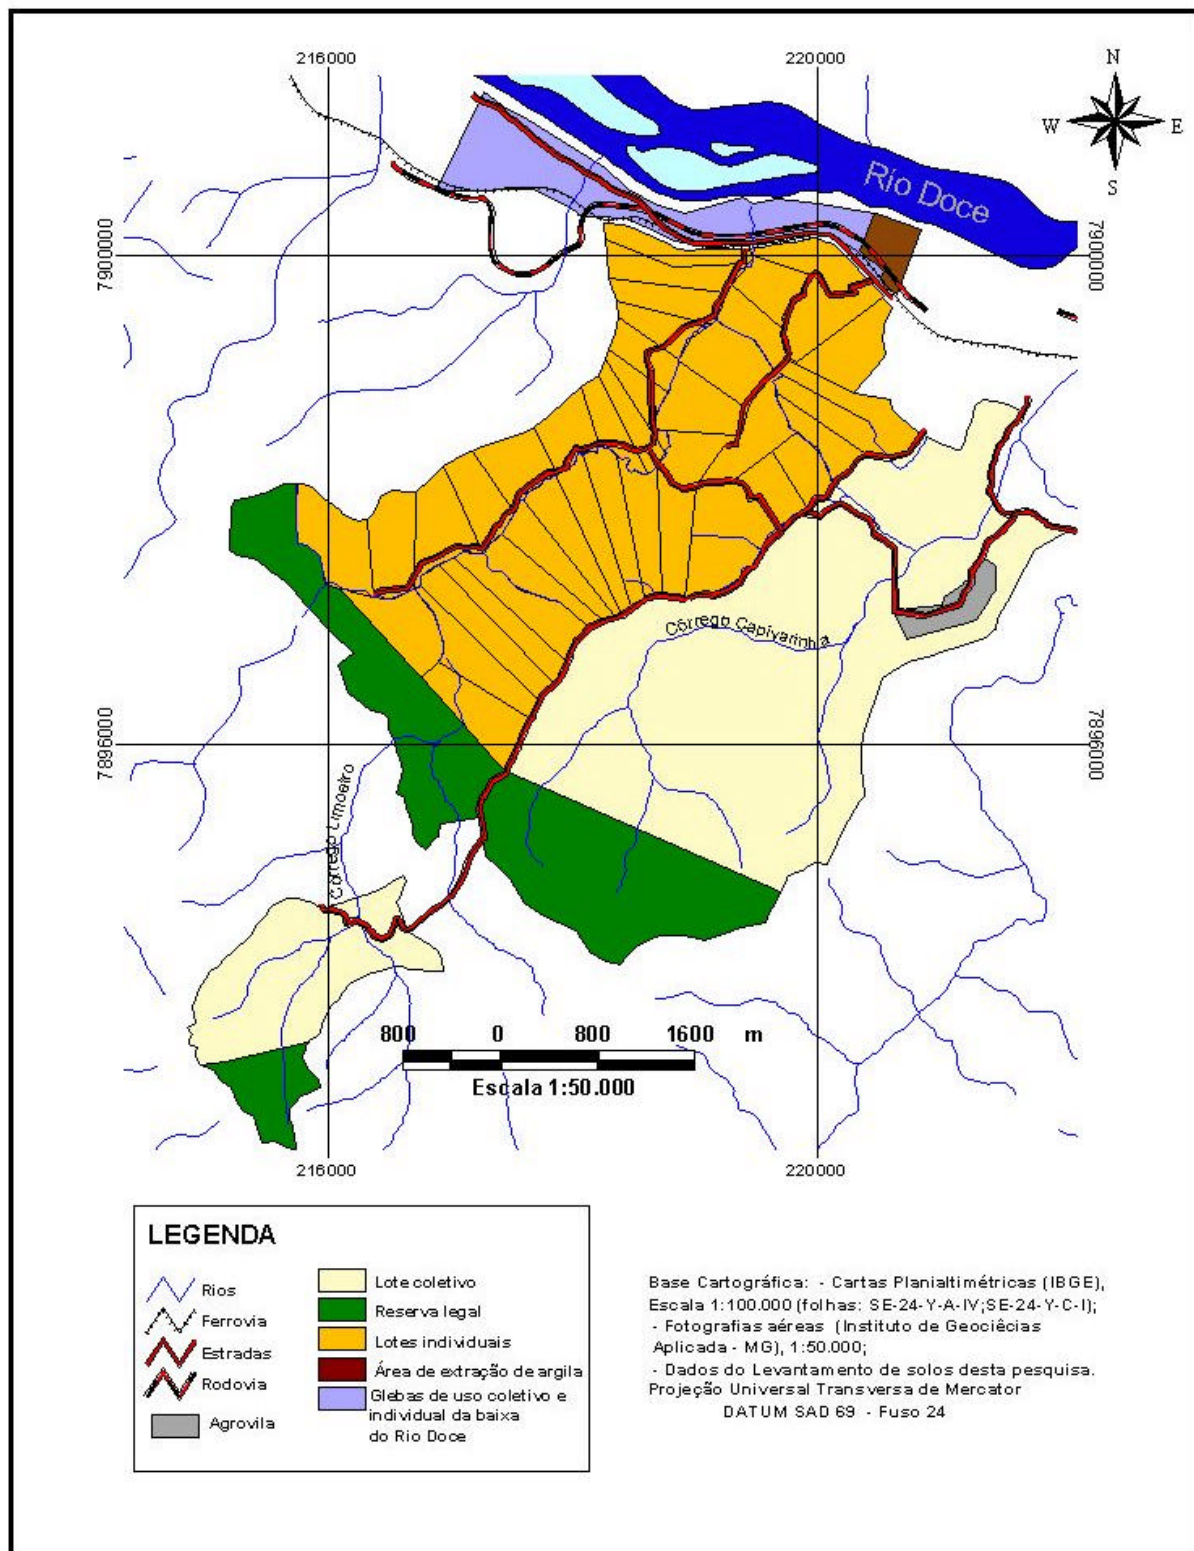 216000
220000
N
W
E
S
Río Doce
7900000
7900000
Córrego Capivarinha
7896000
7896000
Córrego Limoeiro
800 0 800 1600 m
Escala 1:50.000
216000
220000
LEGENDA
Rios
Ferrovia
Estradas
Rodovia
Agrovila
Lote coletivo
Reserva legal
Lotes individuais
Área de extração de argila
Glebas de uso coletivo e
individual da baixa
do Rio Doce
Base Cartográfica: - Cartas Planialtimétricas (IBGE),
Escala 1:100.000 (folhas: SE-24-Y-A-IV;SE-24-Y-C-I);
- Fotografias aéreas (Instituto de Geociêcias
Aplicada - MG), 1:50.000;
- Dados do Levantamento de solos desta pesquisa.
Projeção Universal Transversa de Mercator
DATUM SAD 69 - Fuso 24